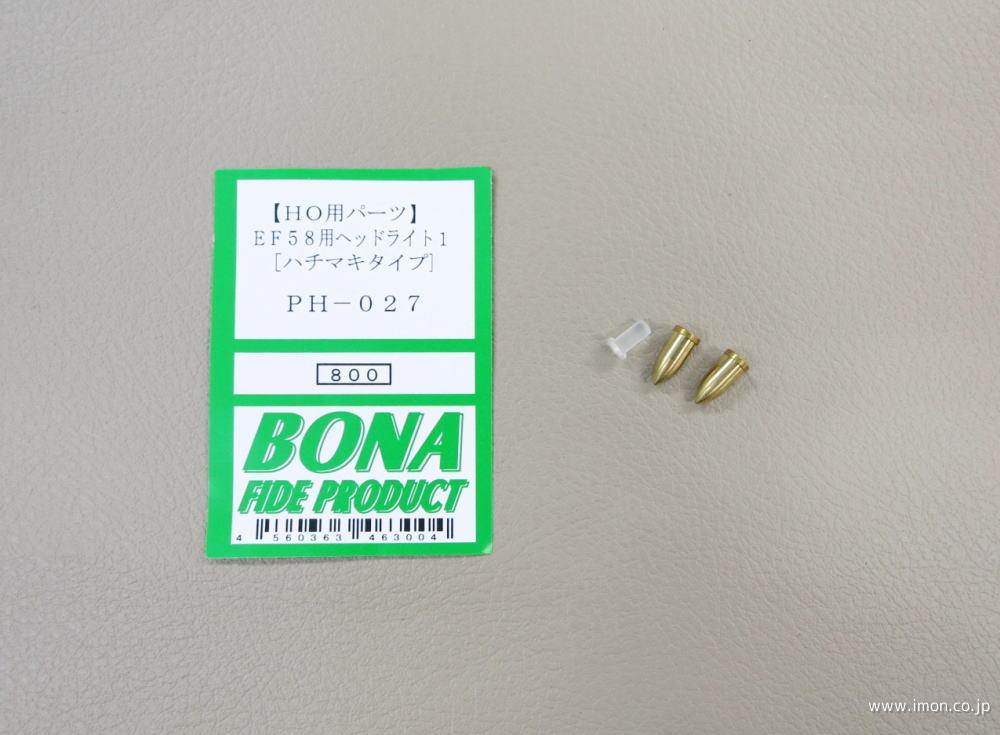 【ＨＯ用パーツ】
ＥＦ５８用ヘッドライト１
［ハチマキタイプ］
ＰＨ－０２７
８００
BONA
FIDE PRODUCT
4 560363 463004
www.imon.co.jp